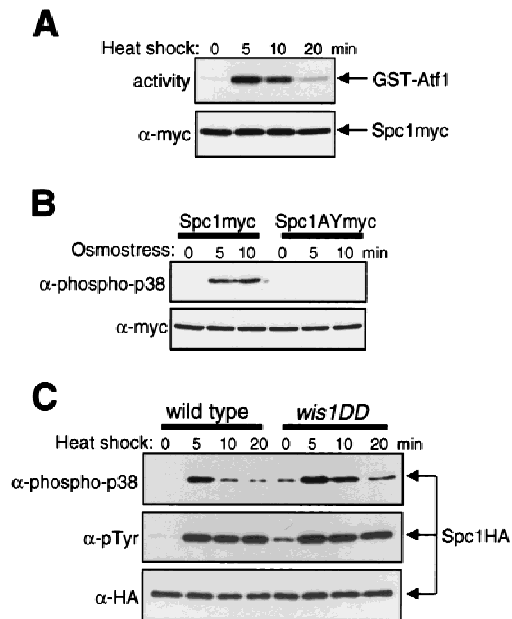 A
Heat shock: 0 5 10 20 min
activity
GST-Atf1
α-myc
Spc1myc
B
Spc1myc Spc1AYmyc
Osmostress: 0 5 10 0 5 10 min
α-phospho-p38
α-myc
C
wild type wis1DD
Heat shock: 0 5 10 20 0 5 10 20 min
α-phospho-p38
α-pTyr
Spc1HA
α-HA